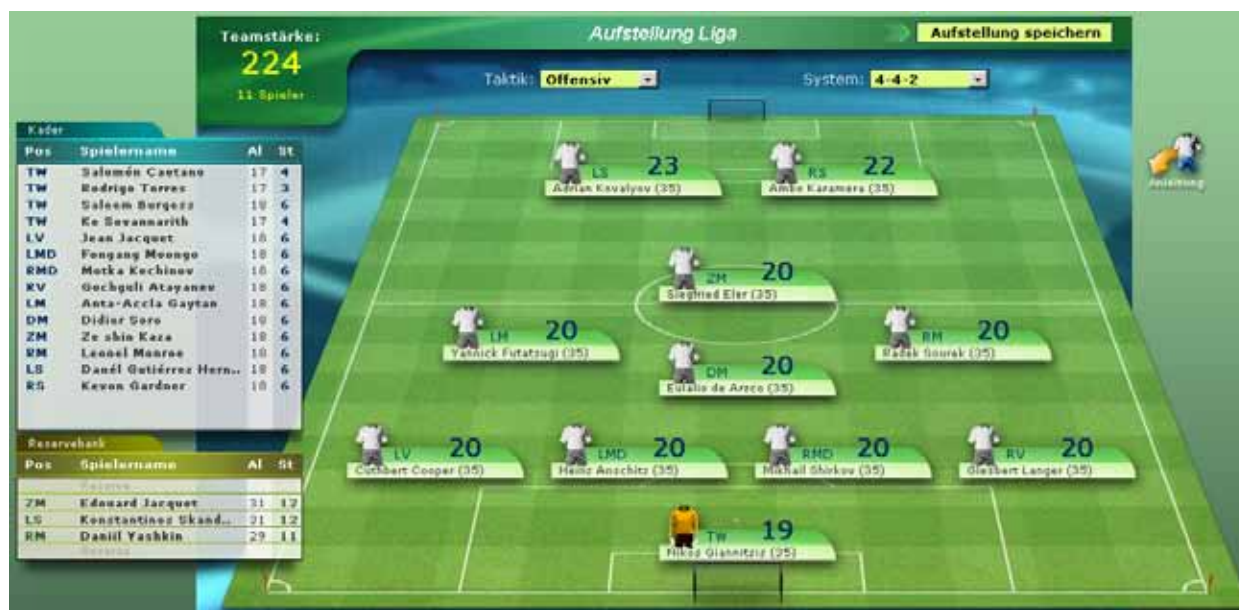 Teamstärke:
224
11 Spieler
Aufstellung Liga
Aufstellung speichern
Taktik: Offensiv
System: 4-4-2
Kader
Pos Spielername Al St
TW Salomón Caetano 17 4
TW Rodrigo Torres 17 3
TW Saleem Burgess 18 6
TW Ke Sovannarith 17 4
LV Jean Jacquet 18 6
LMD Fongang Moongo 18 6
RMD Motka Kechinov 18 6
RV Gochguli Atayanov 18 6
LM Anta-Accla Gaytan 18 6
DM Didier Soro 18 6
ZM Ze shin Kaza 18 6
RM Leonel Monroe 18 6
LS Danél Gutiérrez Hern.. 18 6
RS Kevon Gardner 18 6
Reservebank
Pos Spielername Al St
Reserve
ZM Edouard Jacquet 31 12
LS Konstantinos Skand.. 31 12
RM Daniil Yashkin 29 11
Reserve
LS 23
Adrian Kovalyov (35)
RS 22
Ambe Karamera (35)
ZM 20
Siegfried Eler (35)
LM 20
Yannick Futatsugi (35)
RM 20
Radek Sourek (35)
DM 20
Eulalio de Areco (35)
LV 20
Cuthbert Cooper (35)
LMD 20
Heinz Anschitz (35)
RMD 20
Mikhail Shirkov (35)
RV 20
Giesbert Langer (35)
TW 19
Nikos Giannitzis (35)
Anleitung